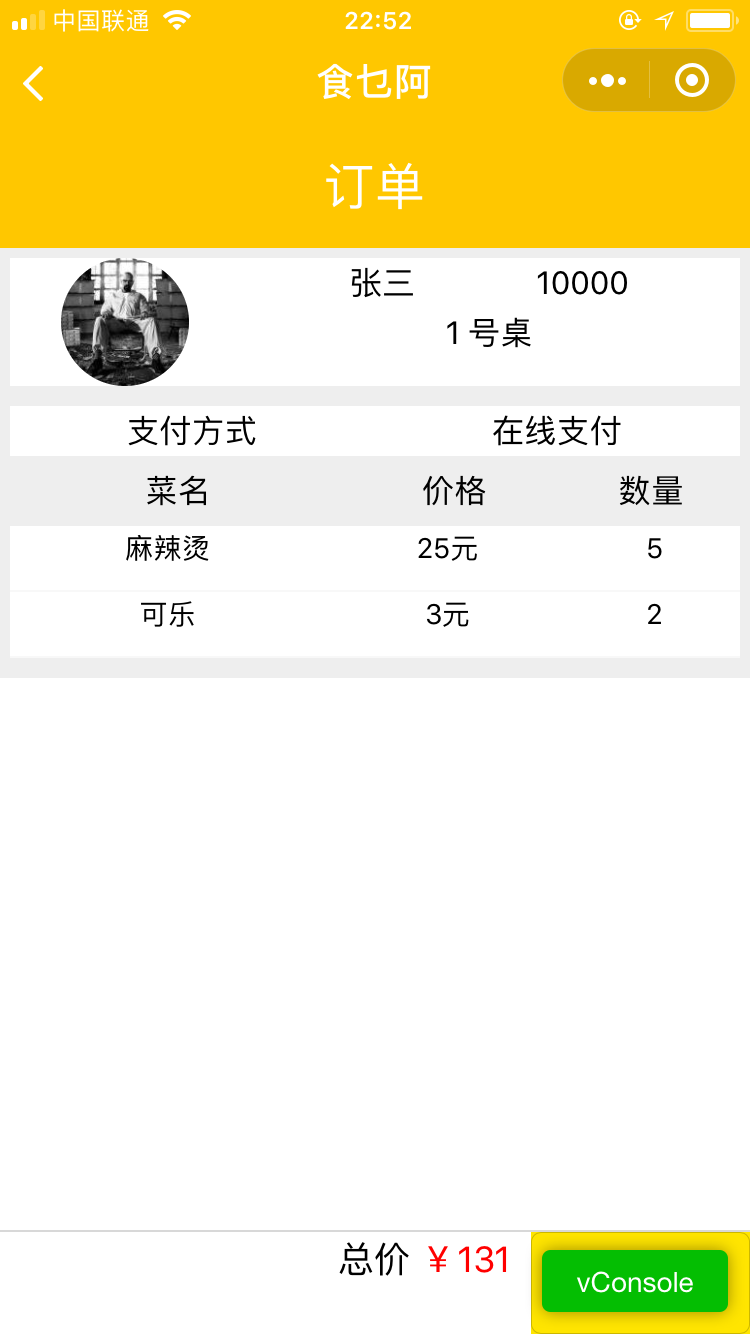 中国联通 22:52
食乜阿
订单
张三 10000
1 号桌
支付方式 在线支付
菜名 价格 数量
麻辣烫 25元 5
可乐 3元 2
总价 ¥ 131 vConsole